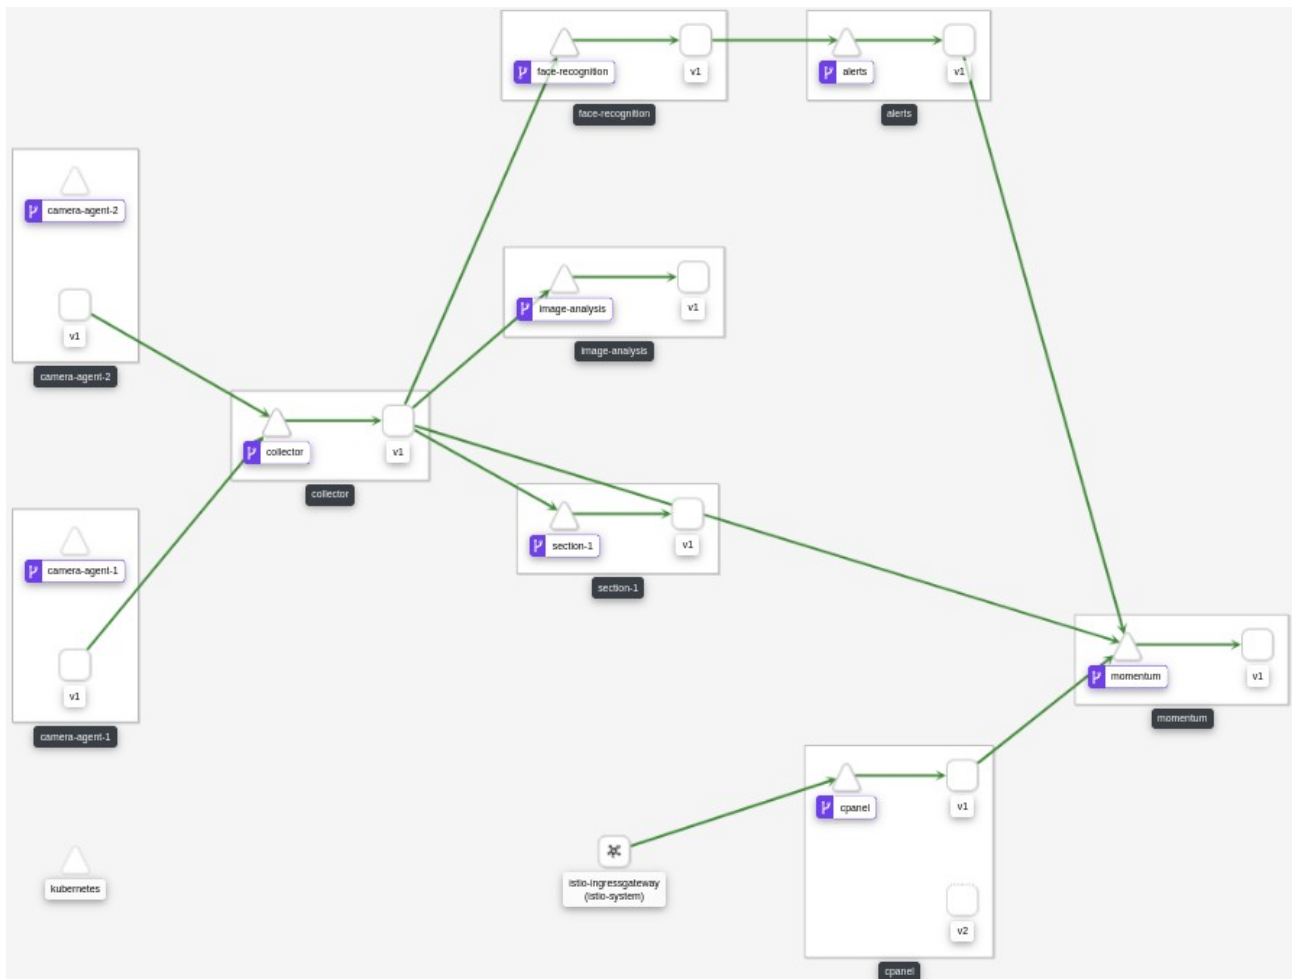 face-recognition
v1
face-recognition
alerts
v1
alerts
camera-agent-2
v1
camera-agent-2
image-analysis
v1
image-analysis
collector
v1
collector
section-1
v1
section-1
camera-agent-1
v1
camera-agent-1
momentum
v1
momentum
cpanel
v1
v2
cpanel
kubernetes
istio-ingressgateway
(istio-system)